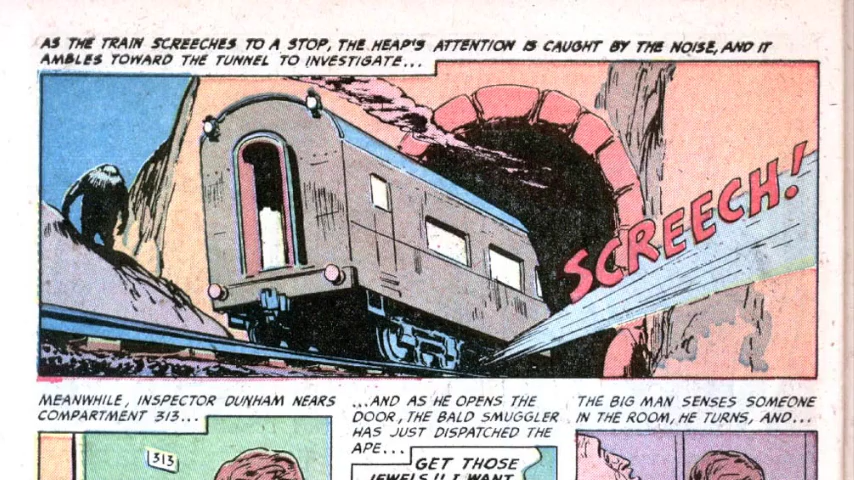 AS THE TRAIN SCREECHES TO A STOP, THE HEAP'S ATTENTION IS CAUGHT BY THE NOISE, AND IT
AMBLES TOWARD THE TUNNEL TO INVESTIGATE...
SCREECH!
MEANWHILE, INSPECTOR DUNHAM NEARS
COMPARTMENT 313...
313
...AND AS HE OPENS THE
DOOR, THE BALD SMUGGLER
HAS JUST DISPATCHED THE
APE...
GET THOSE
JEWELS!! I WANT
THE BIG MAN SENSES SOMEONE
IN THE ROOM, HE TURNS, AND...